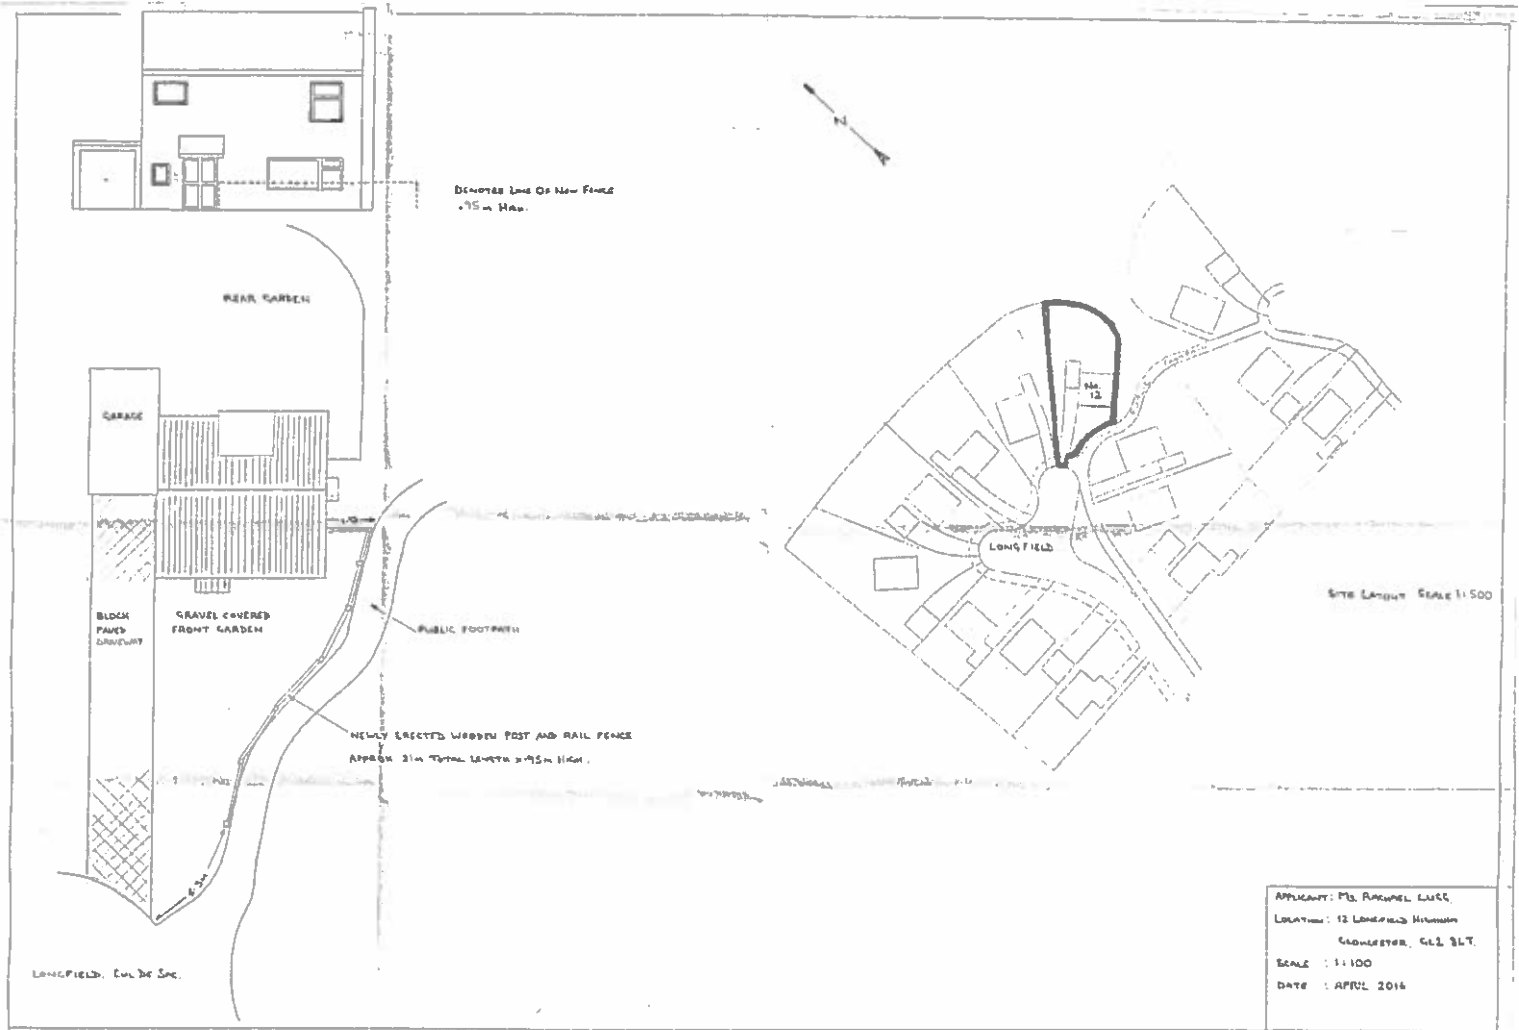 DENOTES LINE OF NEW FENCE
.95m HIGH.
REAR GARDEN
GARAGE
BLOCK
PAVED
DRIVEWAY
GRAVEL COVERED
FRONT GARDEN
PUBLIC FOOTPATH
NEWLY ERECTED WOODEN POST AND RAIL FENCE
APPROX 21m TOTAL LENGTH x .95m HIGH.
LONGFIELD. CUL DE SAC.
N
No.
12
LONGFIELD
SITE LAYOUT SCALE 1:500
APPLICANT: Ms. RACHAEL
LOCATION: 12 LONGFIELD HIGHNAM
GLOUCESTER, GL2 8LT.
SCALE : 1:100
DATE : APRIL 2016